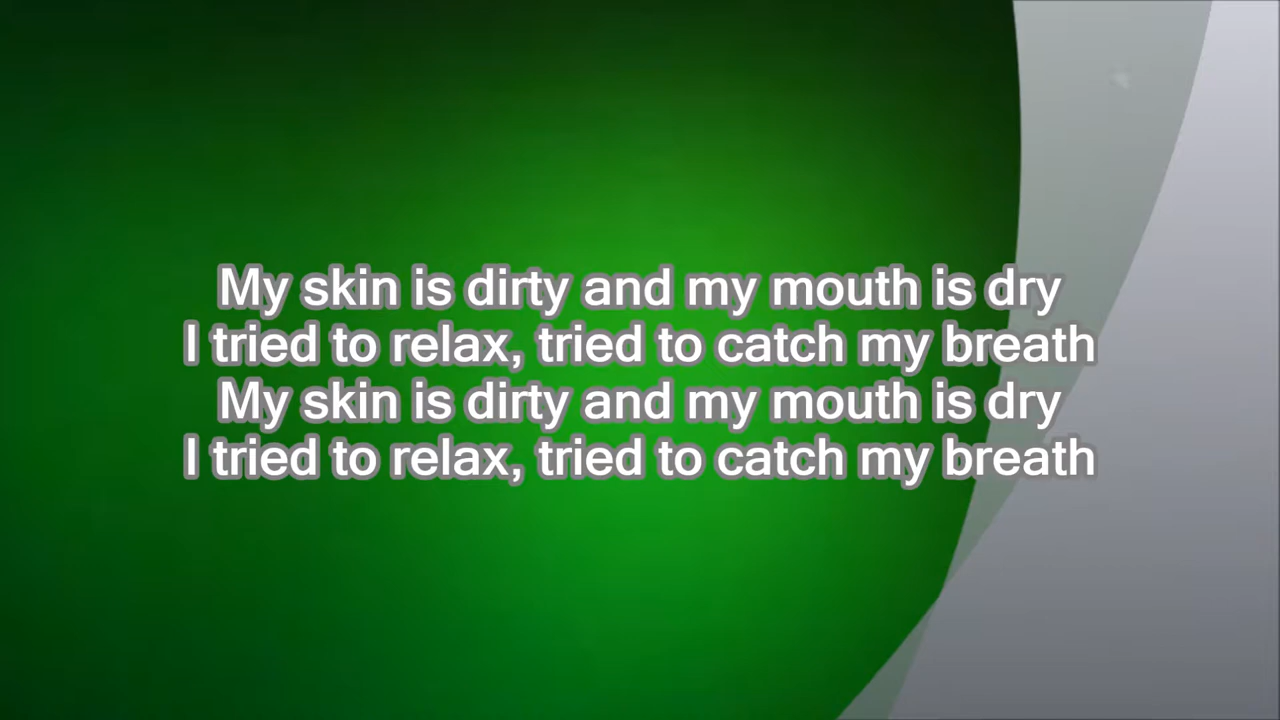 My skin is dirty and my mouth is dry
I tried to relax, tried to catch my breath
My skin is dirty and my mouth is dry
I tried to relax, tried to catch my breath